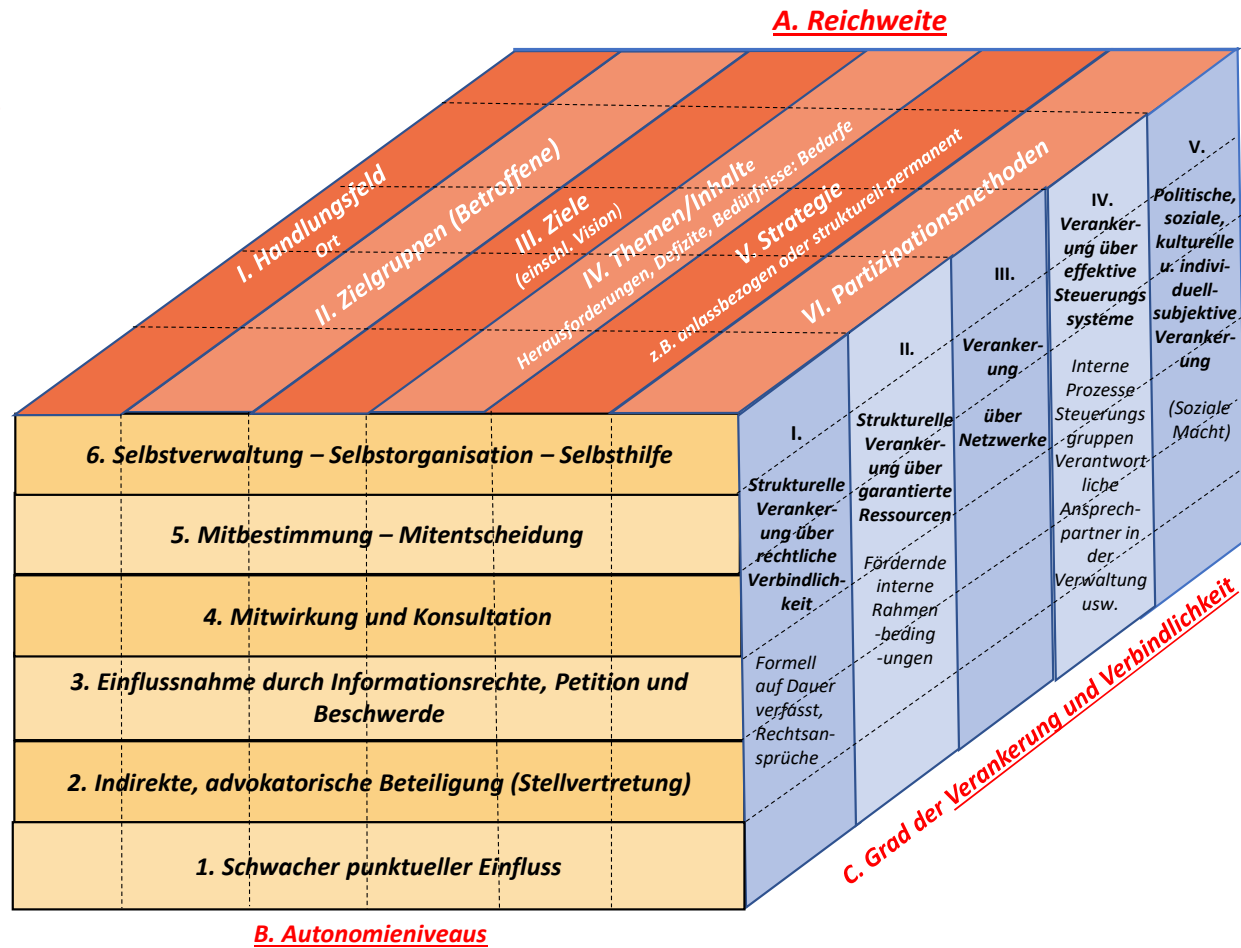 A. Reichweite
I. Handlungsfeld
Ort
II. Zielgruppen (Betroffene)
III. Ziele
(einschl. Vision)
IV. Themen/Inhalte
Herausforderungen, Defizite, Bedürfnisse: Bedarfe
V. Strategie
z.B. anlassbezogen oder strukturell-permanent
VI. Partizipationsmethoden
6. Selbstverwaltung – Selbstorganisation – Selbsthilfe
5. Mitbestimmung – Mitentscheidung
4. Mitwirkung und Konsultation
3. Einflussnahme durch Informationsrechte, Petition und
Beschwerde
2. Indirekte, advokatorische Beteiligung (Stellvertretung)
1. Schwacher punktueller Einfluss
B. Autonomieniveaus
I.
Strukturelle
Veranker-
ung über
rechtliche
Verbindlich-
keit
Formell
auf Dauer
verfasst,
Rechtsan-
sprüche
II.
Strukturelle
Veranker-
ung über
garantierte
Ressourcen
Fördernde
interne
Rahmen
-beding
-ungen
III.
Veranker-
ung
über
Netzwerke
IV.
Veranker-
ung über
effektive
Steuerungs
systeme
Interne
Prozesse
Steuerungs
gruppen
Verantwort
liche
Ansprech-
partner in
der
Verwaltung
usw.
V.
Politische,
soziale,
kulturelle
u. indivi-
duell-
subjektive
Veranker-
ung
(Soziale
Macht)
C. Grad der Verankerung und Verbindlichkeit